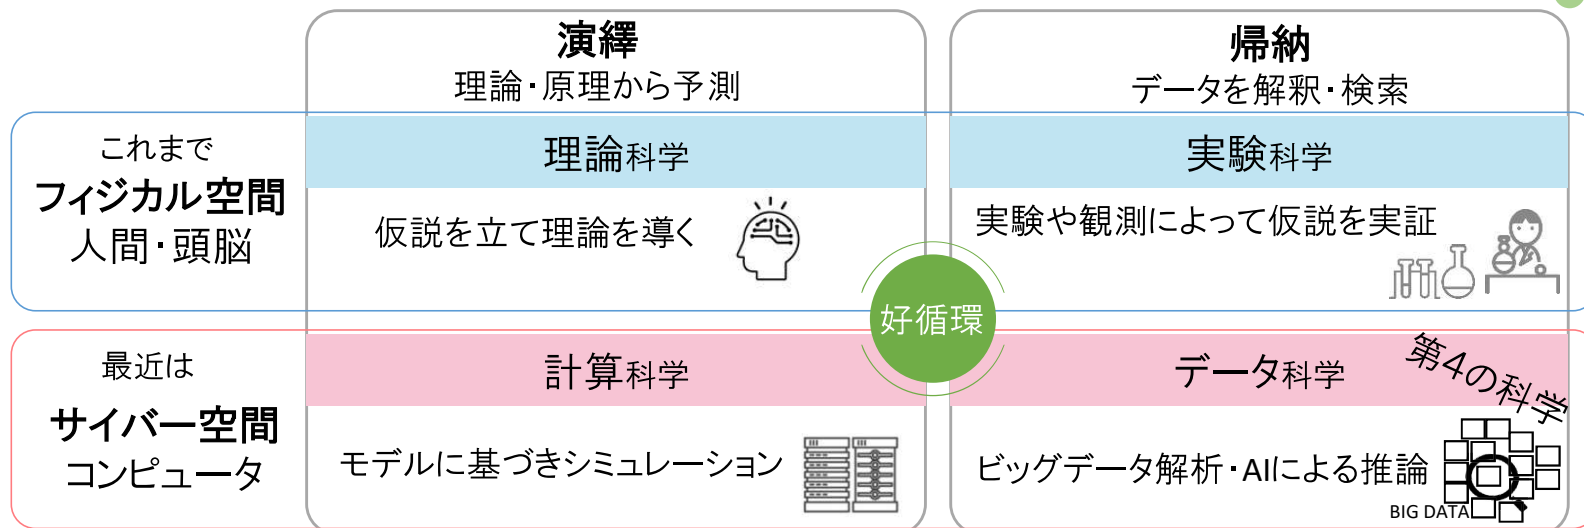 演繹
理論・原理から予測
帰納
データを解釈・検索
これまで
フィジカル空間
人間・頭脳
理論科学
仮説を立て理論を導く
実験科学
実験や観測によって仮説を実証
好循環
最近は
サイバー空間
コンピュータ
計算科学
モデルに基づきシミュレーション
データ科学
第4の科学
ビッグデータ解析・AIによる推論
BIG DATA